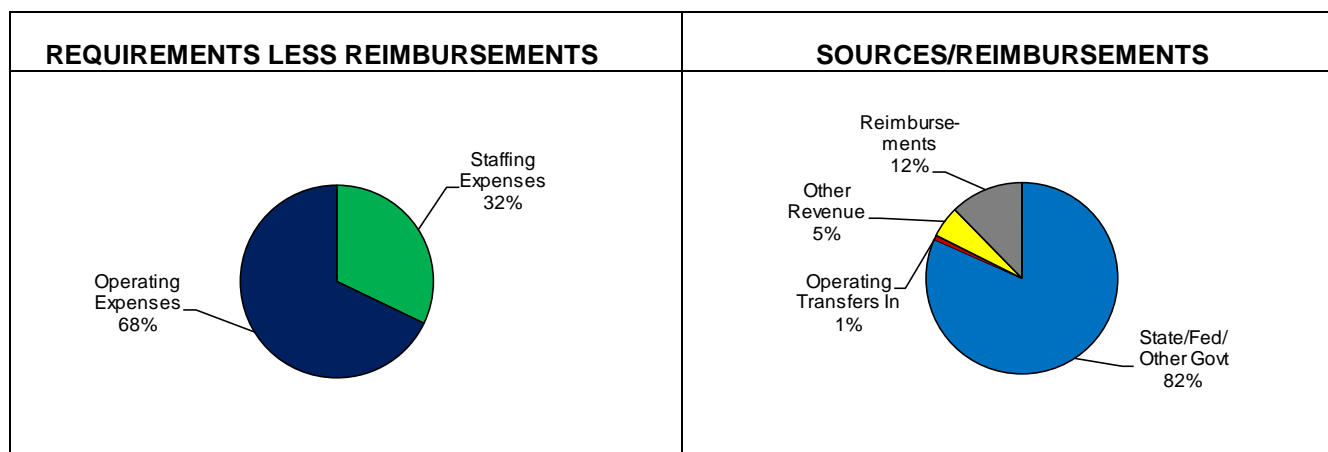 REQUIREMENTS LESS REIMBURSEMENTS
Staffing
Expenses
32%
Operating
Expenses
68%
SOURCES/REIMBURSEMENTS
Reimburse-
ments
12%
Other
Revenue
5%
Operating
Transfers In
1%
State/Fed/
Other Govt
82%